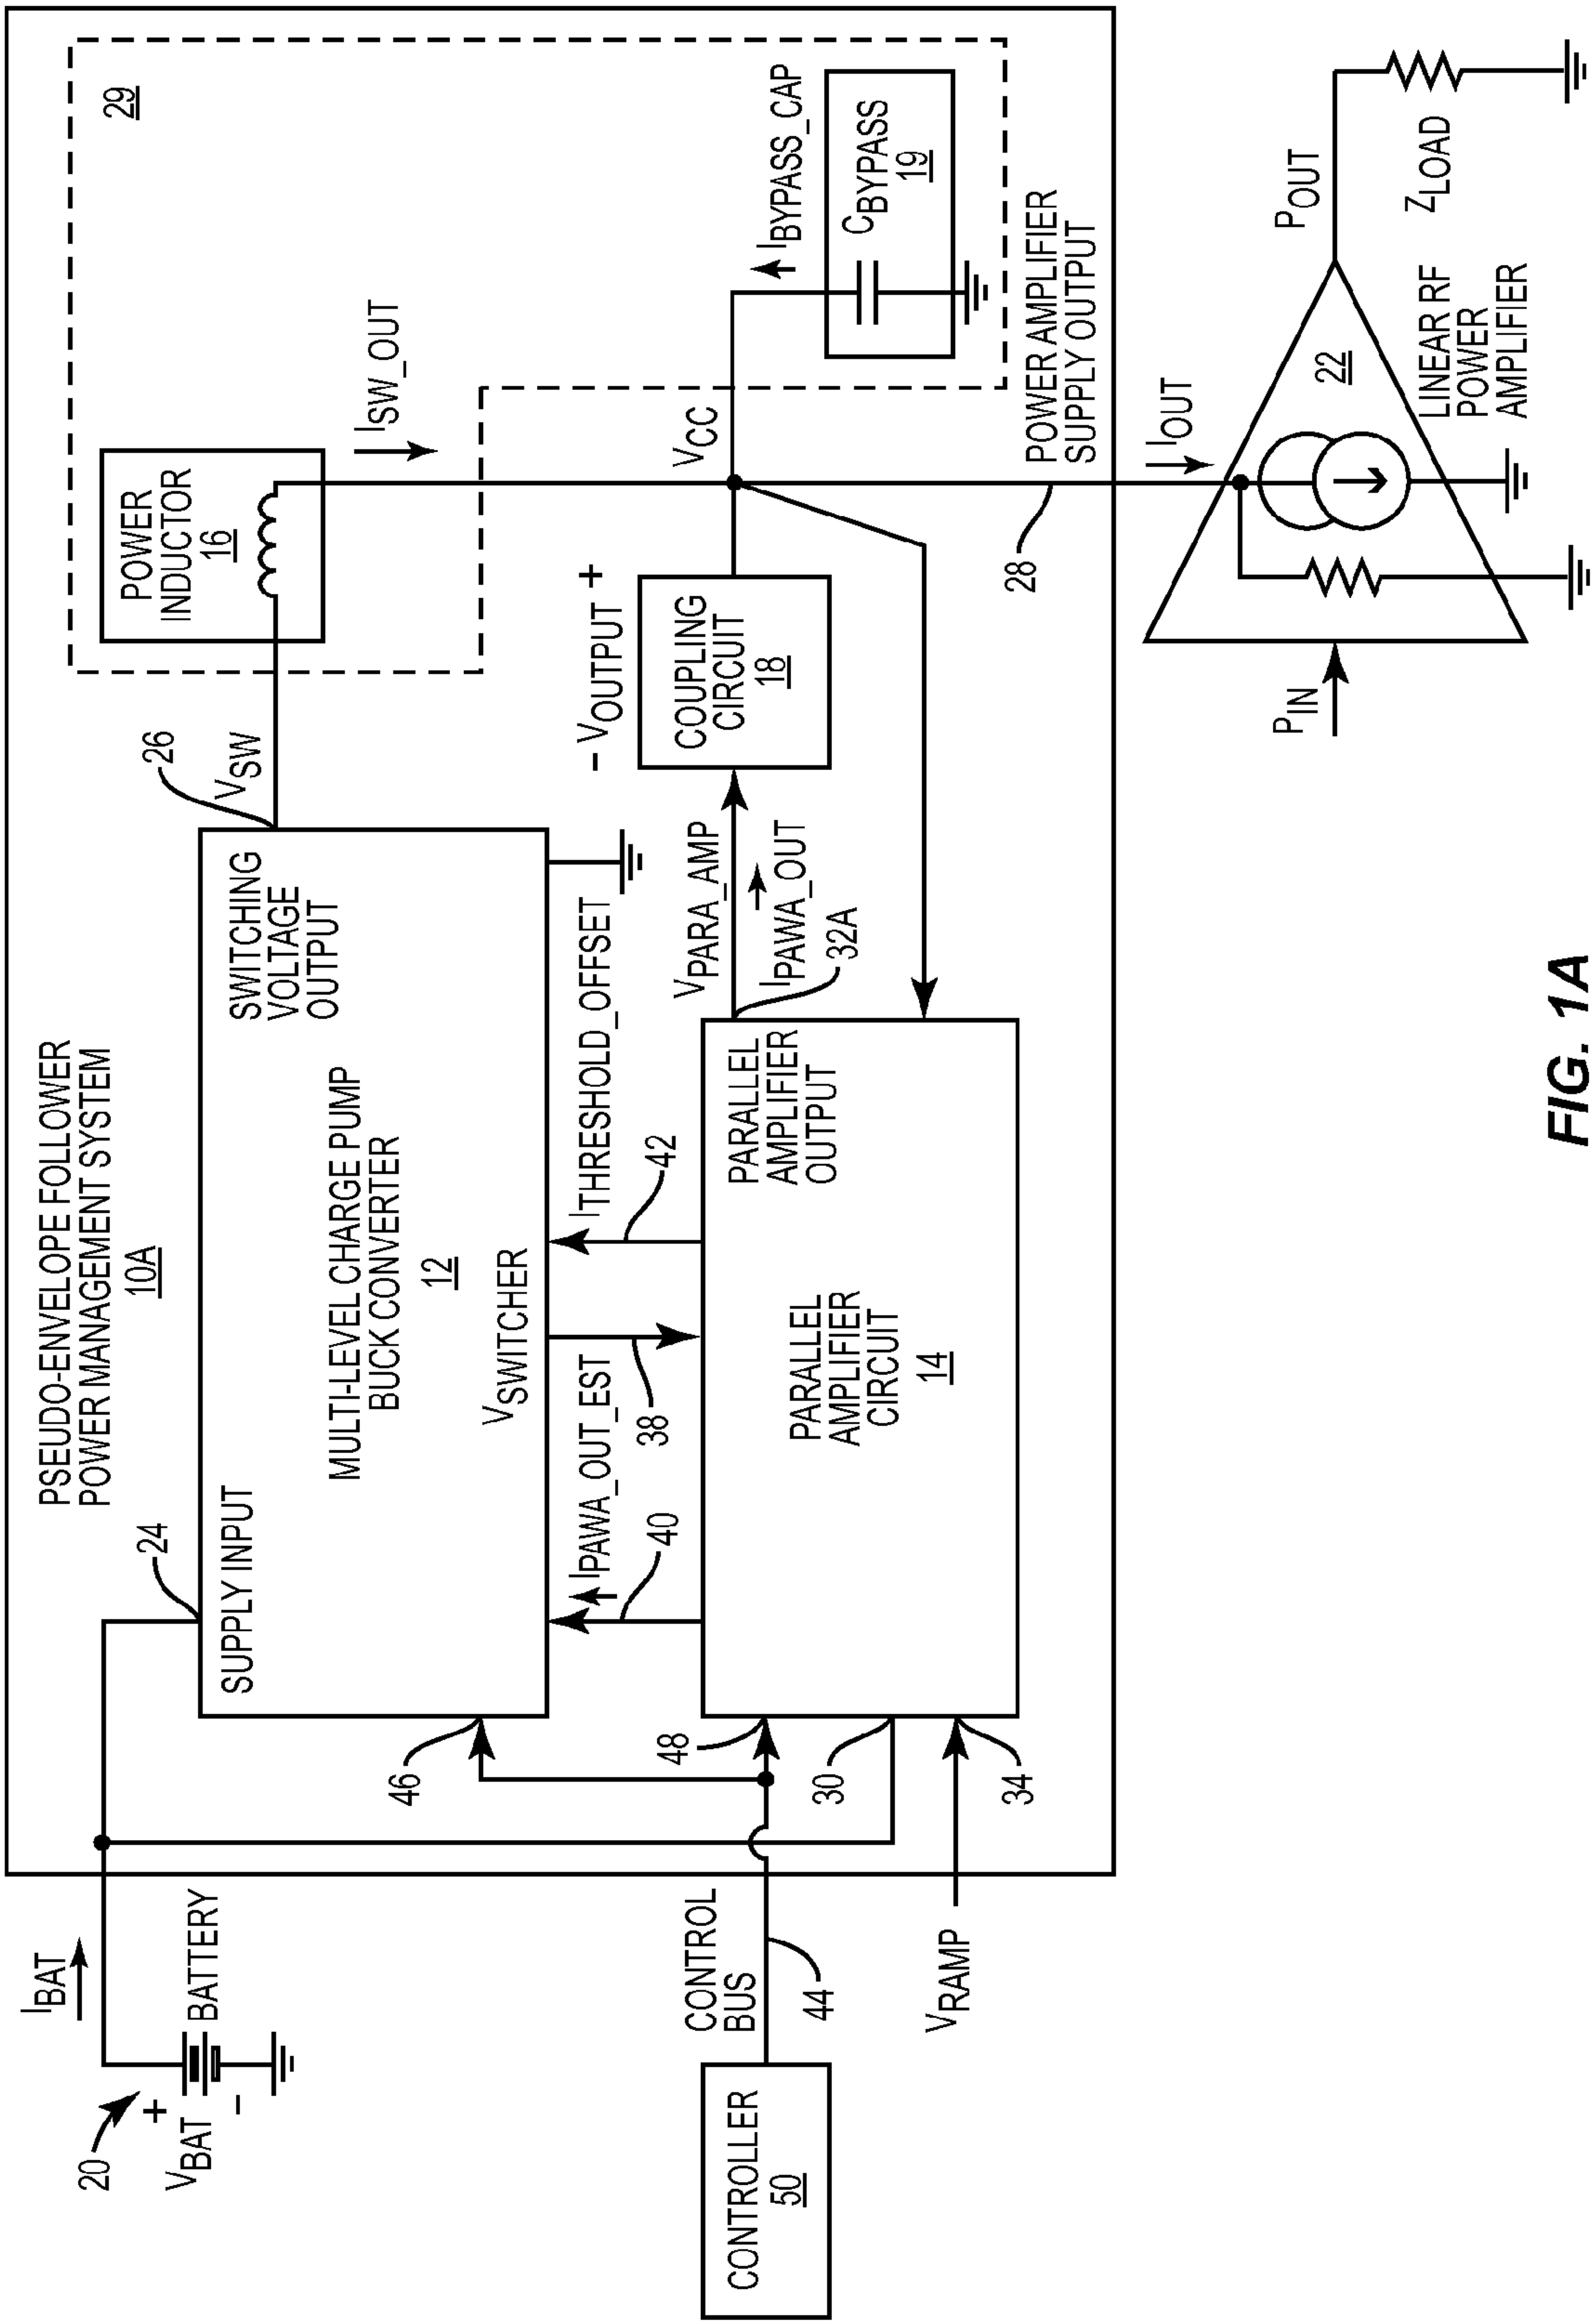 PSEUDO-ENVELOPE FOLLOWER
POWER MANAGEMENT SYSTEM
10A
29
24
26
IBAT
20
+
VBAT
-
BATTERY
SUPPLY INPUT
MULTI-LEVEL CHARGE PUMP
BUCK CONVERTER
12
SWITCHING
VOLTAGE
OUTPUT
VSW
POWER
INDUCTOR
16
ISW_OUT
46
VSWITCHER
IPAWA_OUT_EST
40
38
42
ITHRESHOLD_OFFSET
- VOUTPUT +
CONTROLLER
50
CONTROL
BUS
44
48
30
34
VRAMP
PARALLEL
AMPLIFIER
CIRCUIT
14
PARALLEL
AMPLIFIER
OUTPUT
VPARA_AMP
IPAWA_OUT
32A
COUPLING
CIRCUIT
18
VCC
IBYPASS_CAP
CBYPASS
19
28
POWER AMPLIFIER
SUPPLY OUTPUT
IOUT
PIN
22
LINEAR RF
POWER
AMPLIFIER
POUT
ZLOAD
FIG. 1A